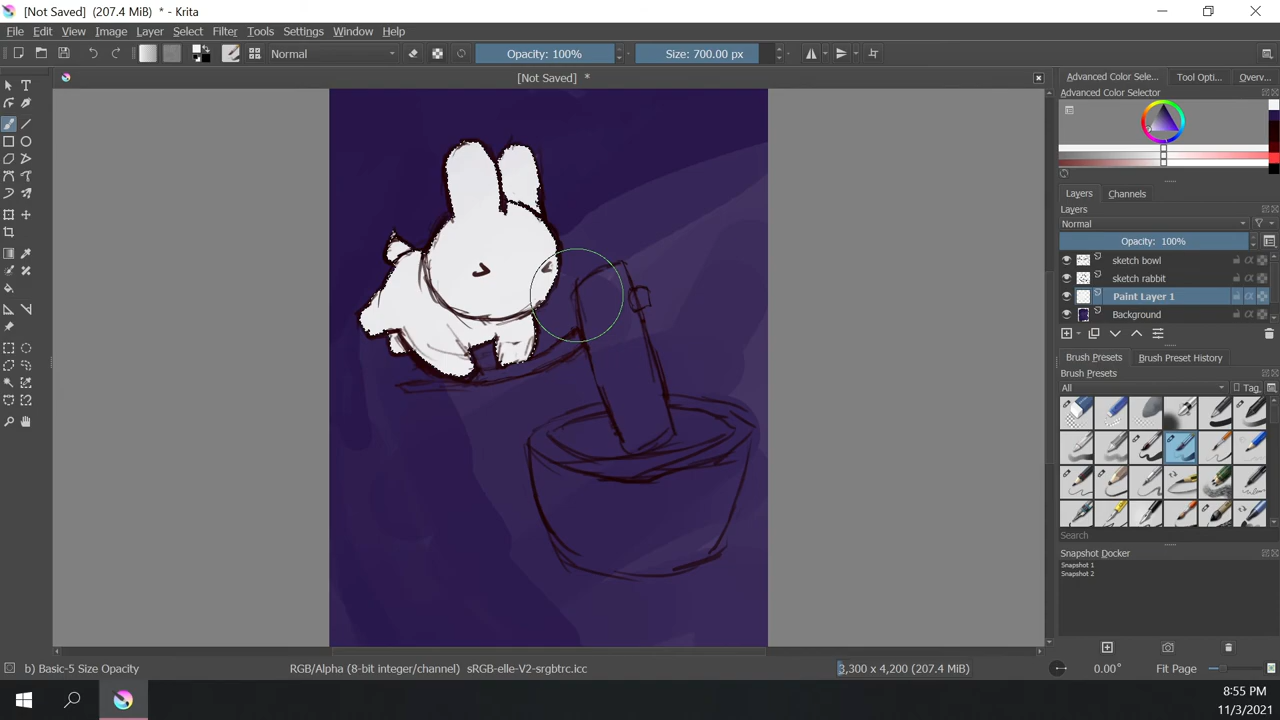 [Not Saved] (207.4 MiB) * - Krita
File Edit View Image Layer Select Filter Tools Settings Window Help
Normal Opacity: 100% Size: 700.00 px
[Not Saved] *
Advanced Color Sele... Tool Opti... Overv...
Advanced Color Selector
Layers Channels
Layers
Normal
Opacity: 100%
sketch bowl
sketch rabbit
Paint Layer 1
Background
Brush Presets Brush Preset History
Brush Presets
All Tag
Search
Snapshot Docker
Snapshot 1
Snapshot 2
b) Basic-5 Size Opacity RGB/Alpha (8-bit integer/channel) sRGB-elle-V2-srgbtrc.icc 3,300 x 4,200 (207.4 MiB) 0.00° Fit Page
8:55 PM
11/3/2021